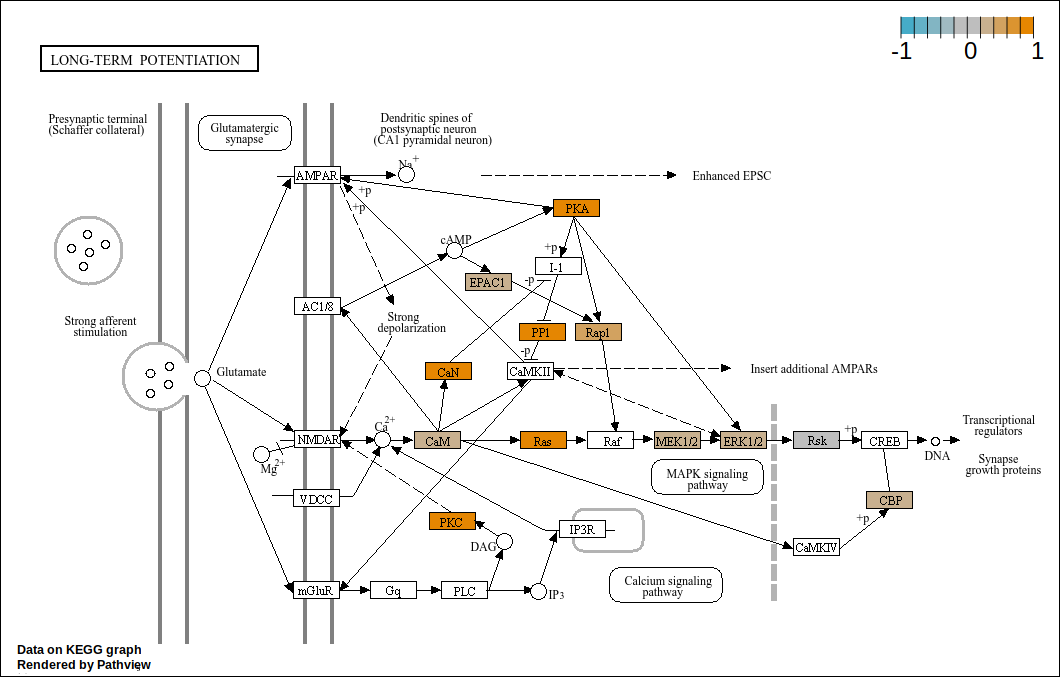 -1 0 1
LONG-TERM POTENTIATION
Presynaptic terminal
(Schaffer collateral)
Glutamatergic
synapse
Dendritic spines of
postsynaptic neuron
(CA1 pyramidal neuron)
Na+
AMPAR
+p
+p
Enhanced EPSC
PKA
cAMP
+p
I-1
EPAC1
-p
AC1/8
Strong
depolarization
Strong afferent
stimulation
PP1
Rap1
-p
Glutamate
CaN
CaMKII
Insert additional AMPARs
Ca2+
NMDAR
CaM
Ras
Raf
MEK1/2
ERK1/2
Rsk
+p
CREB
DNA
Transcriptional
regulators
Synapse
growth proteins
Mg2+
MAPK signaling
pathway
VDCC
CBP
PKC
+p
IP3R
DAG
CaMKIV
mGluR
Gq
PLC
IP3
Calcium signaling
pathway
Data on KEGG graph
Rendered by Pathview